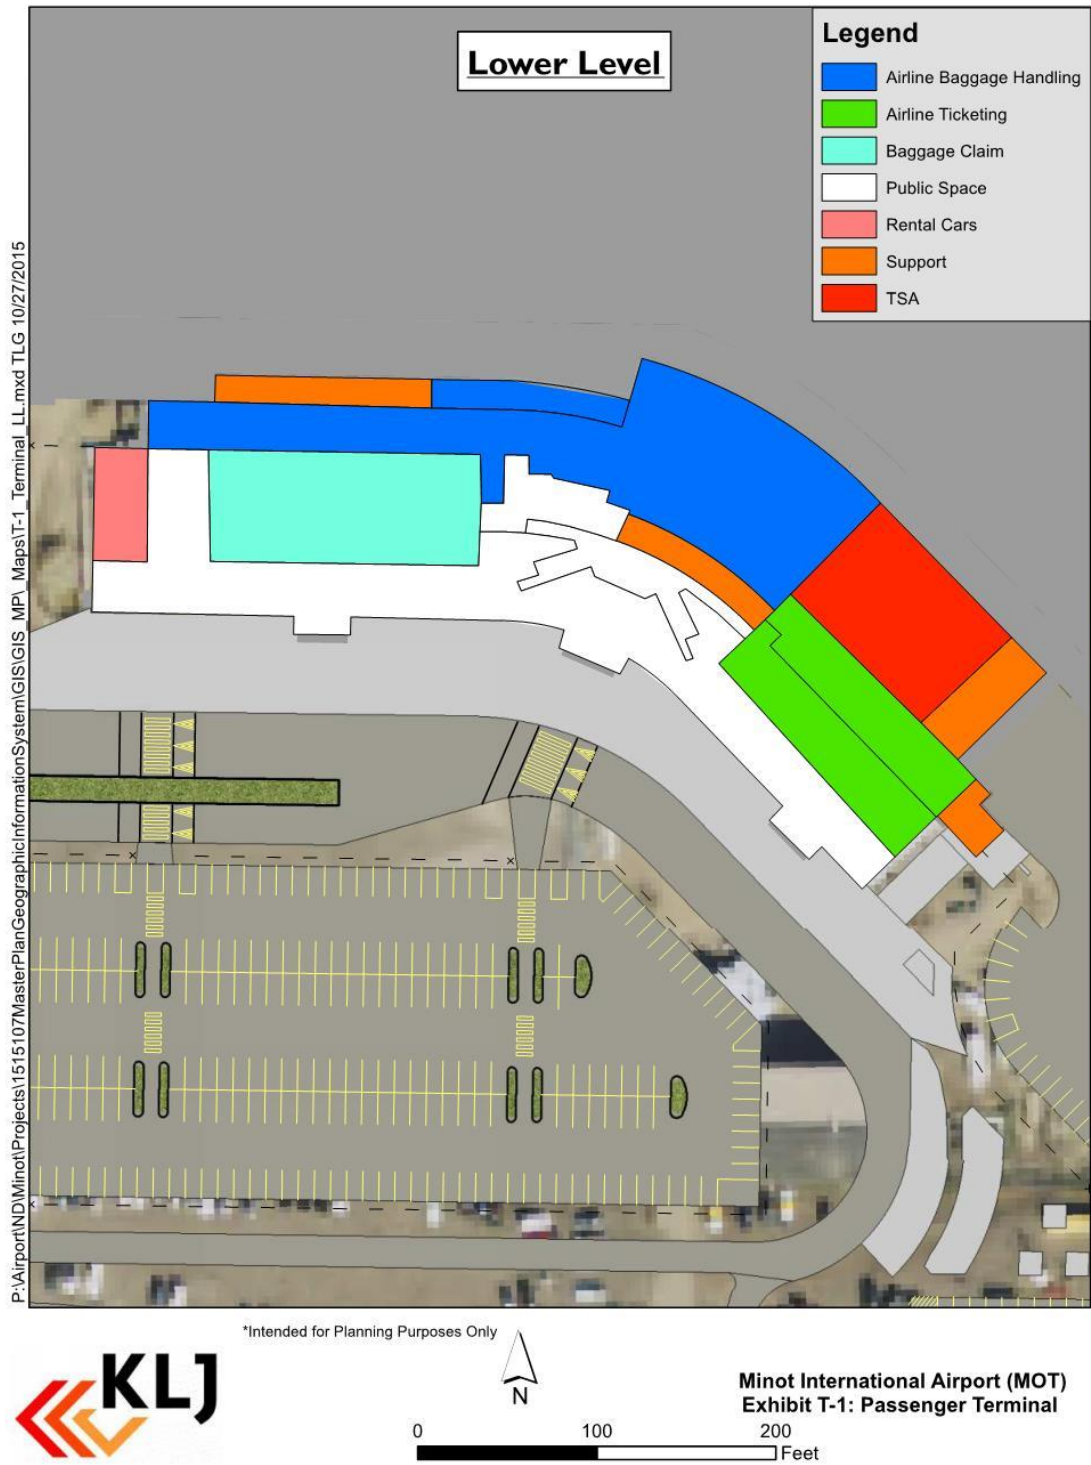 Lower Level
Legend
Airline Baggage Handling
Airline Ticketing
Baggage Claim
Public Space
Rental Cars
Support
TSA
P:\Airport\ND\Minot\Projects\1515107\MasterPlanGeographicInformationSystem\GIS\GIS_MP\_Maps\T-1_Terminal_LL.mxd TLG 10/27/2015
*Intended for Planning Purposes Only
KLJ
N
Minot International Airport (MOT)
Exhibit T-1: Passenger Terminal
0 100 200
Feet